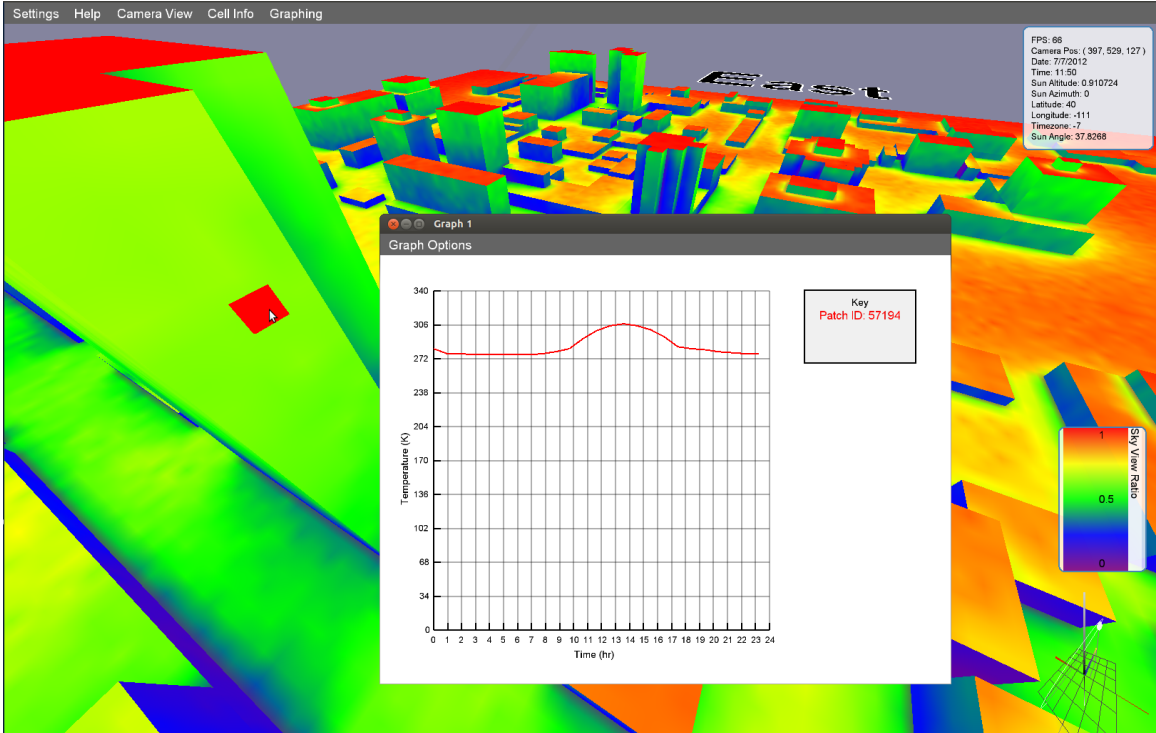 Settings Help Camera View Cell Info Graphing
FPS: 66
Camera Pos: ( 397, 529, 127 )
Date: 7/7/2012
Time: 11:50
Sun Altitude: 0.910724
Sun Azimuth: 0
Latitude: 40
Longitude: -111
Timezone: -7
Sun Angle: 37.8268
East
Graph 1
Graph Options
Key
Patch ID: 57194
340
306
272
238
204
170
136
102
68
34
0
Temperature (K)
0 1 2 3 4 5 6 7 8 9 10 11 12 13 14 15 16 17 18 19 20 21 22 23 24
Time (hr)
1
0.5
0
Sky View Ratio